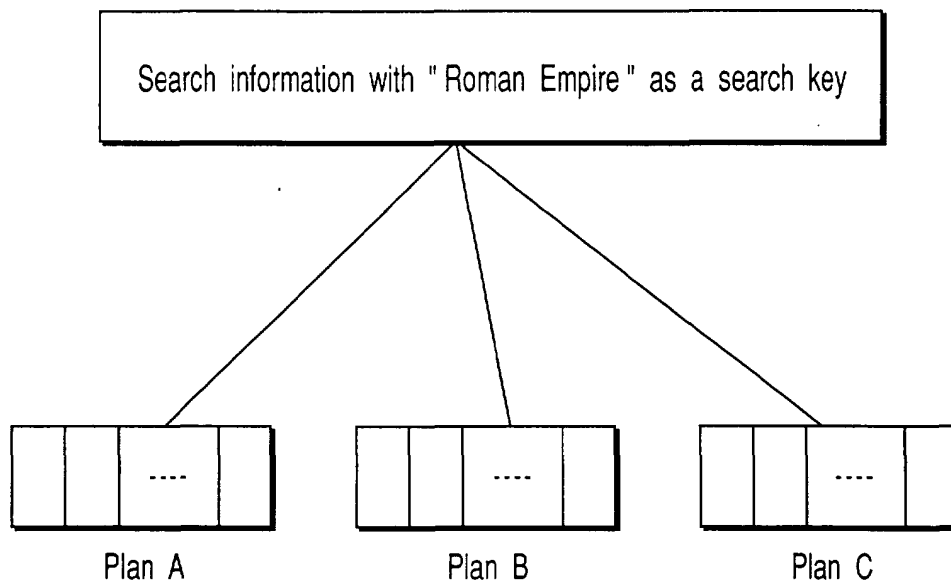 Search information with "Roman Empire" as a search key
---- ---- ----
Plan A Plan B Plan C